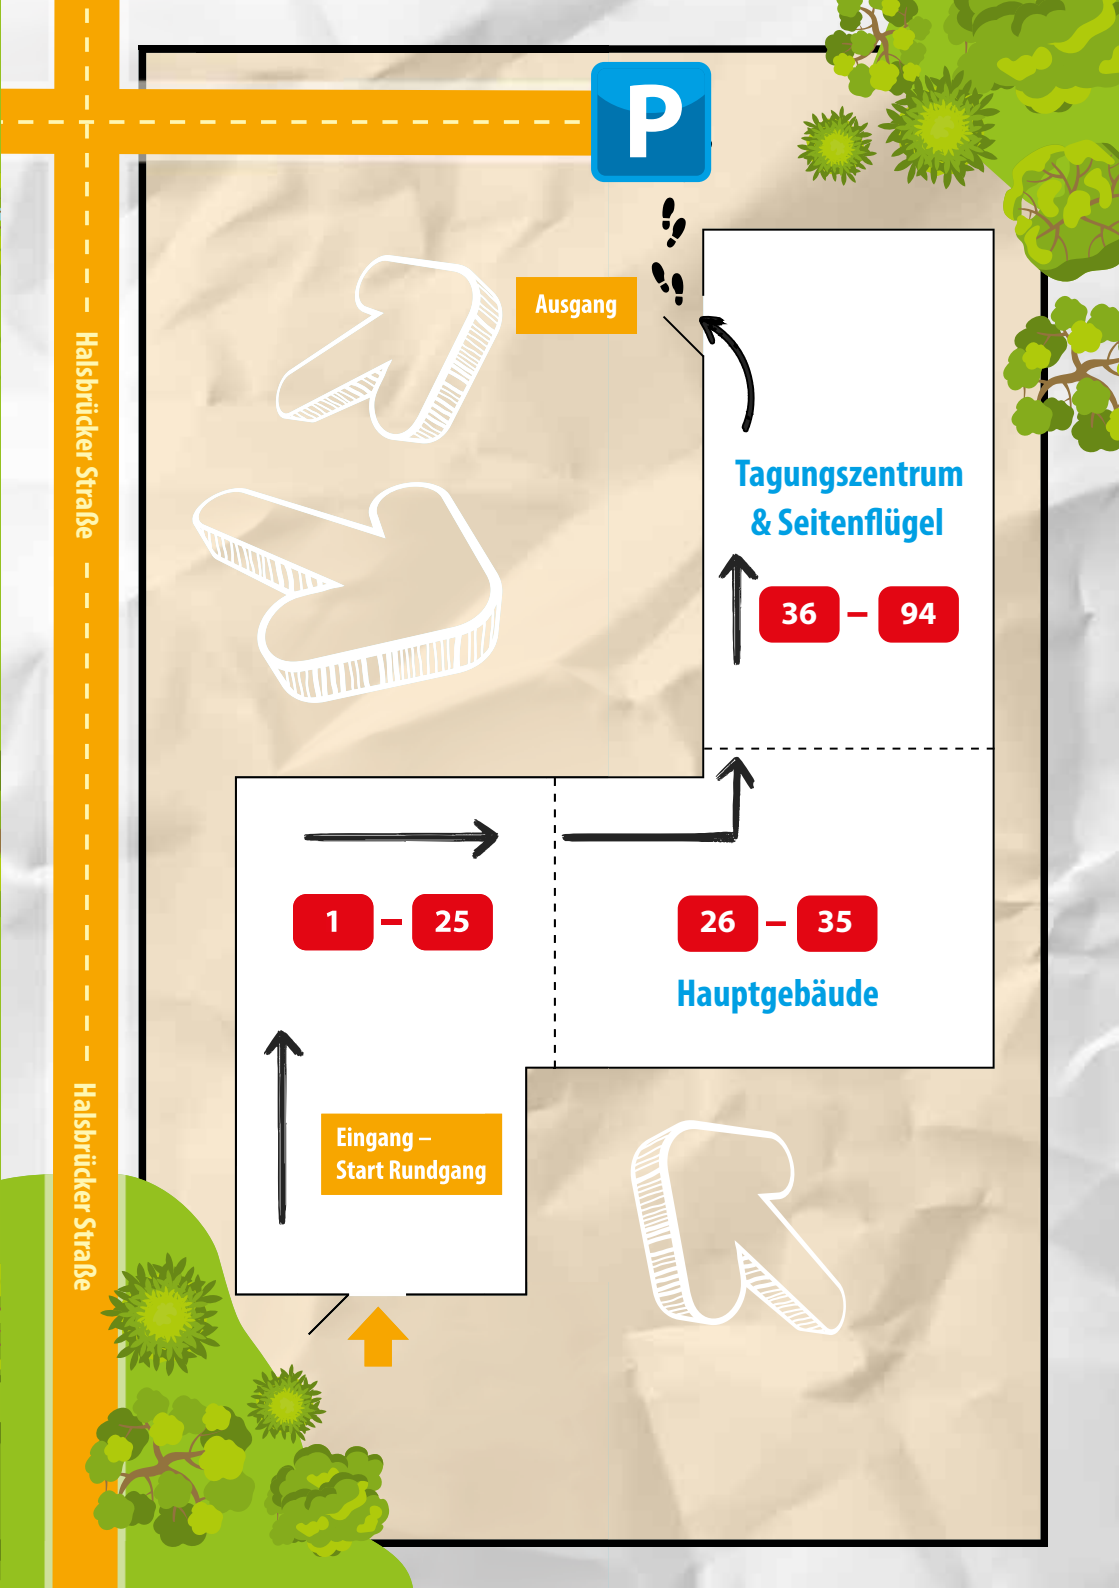 P
Ausgang
Halsbrücker Straße
Tagungszentrum
& Seitenflügel
36 – 94
1 – 25
26 – 35
Hauptgebäude
Eingang –
Start Rundgang
Halsbrücker Straße